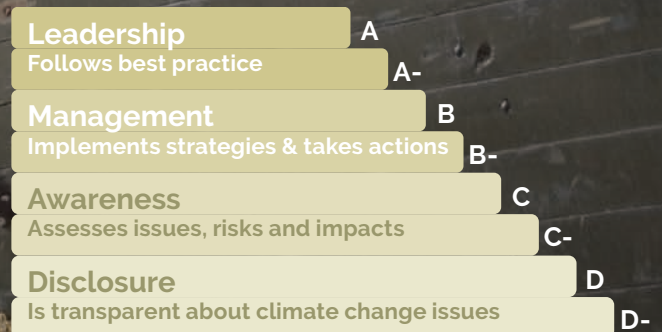 Leadership A
Follows best practice A-
Management B
Implements strategies & takes actions B-
Awareness C
Assesses issues, risks and impacts C-
Disclosure D
Is transparent about climate change issues D-